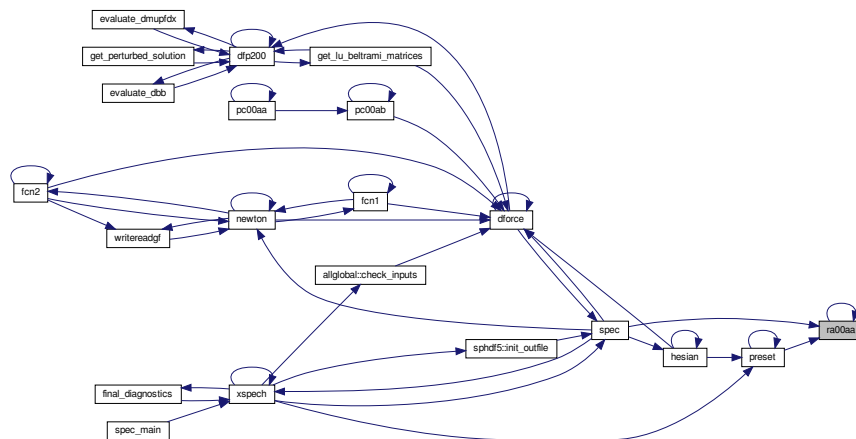 evaluate_dmupfdx
get_perturbed_solution
dfp200
get_lu_beltrami_matrices
evaluate_dbb
pc00aa
pc00ab
fcn2
fcn1
newton
dforce
writereadgf
allglobal::check_inputs
spec
ra00aa
sphdf5::init_outfile
hesian
preset
final_diagnostics
xspech
spec_main